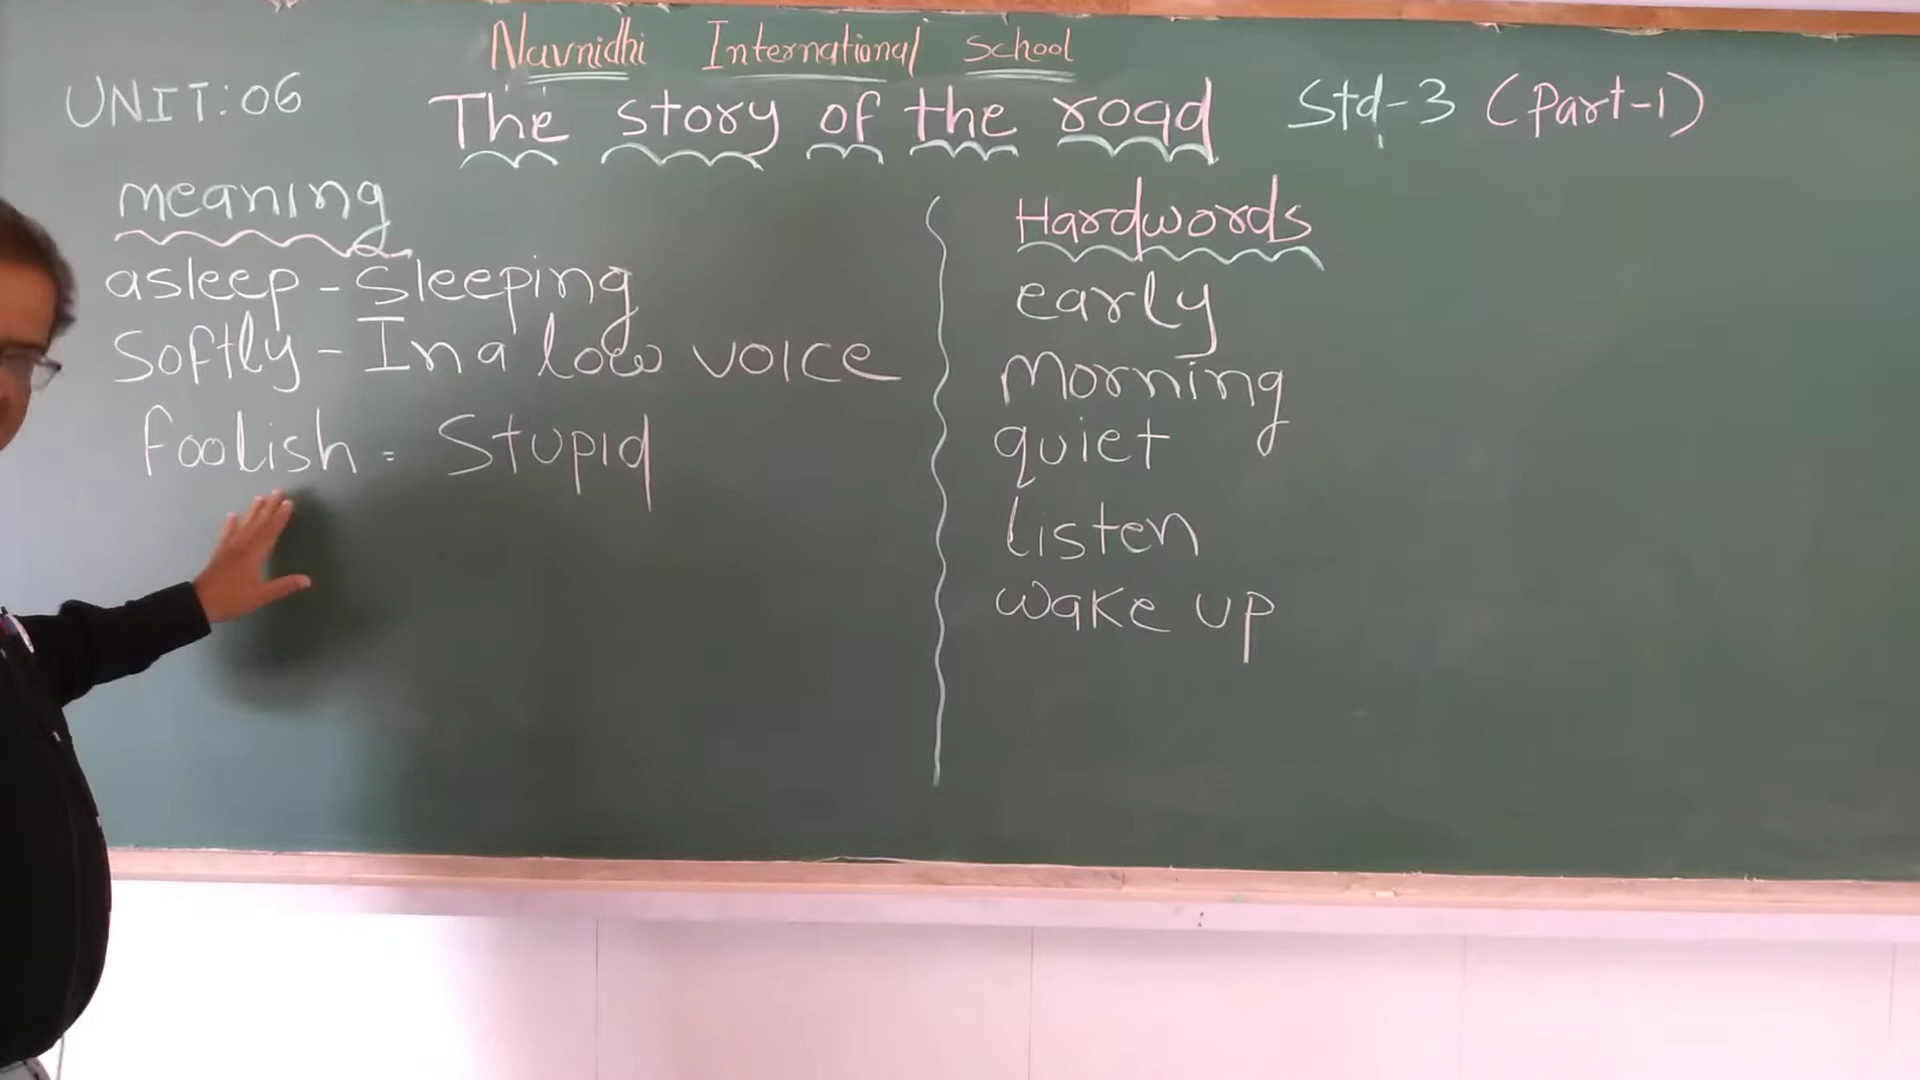 Navnidhi International School
UNIT:06
The story of the road
Std-3 (Part-1)
meaning
asleep - Sleeping
Softly - In a low voice
foolish = Stupid
Hardwords
early
Morning
quiet
listen
wake up